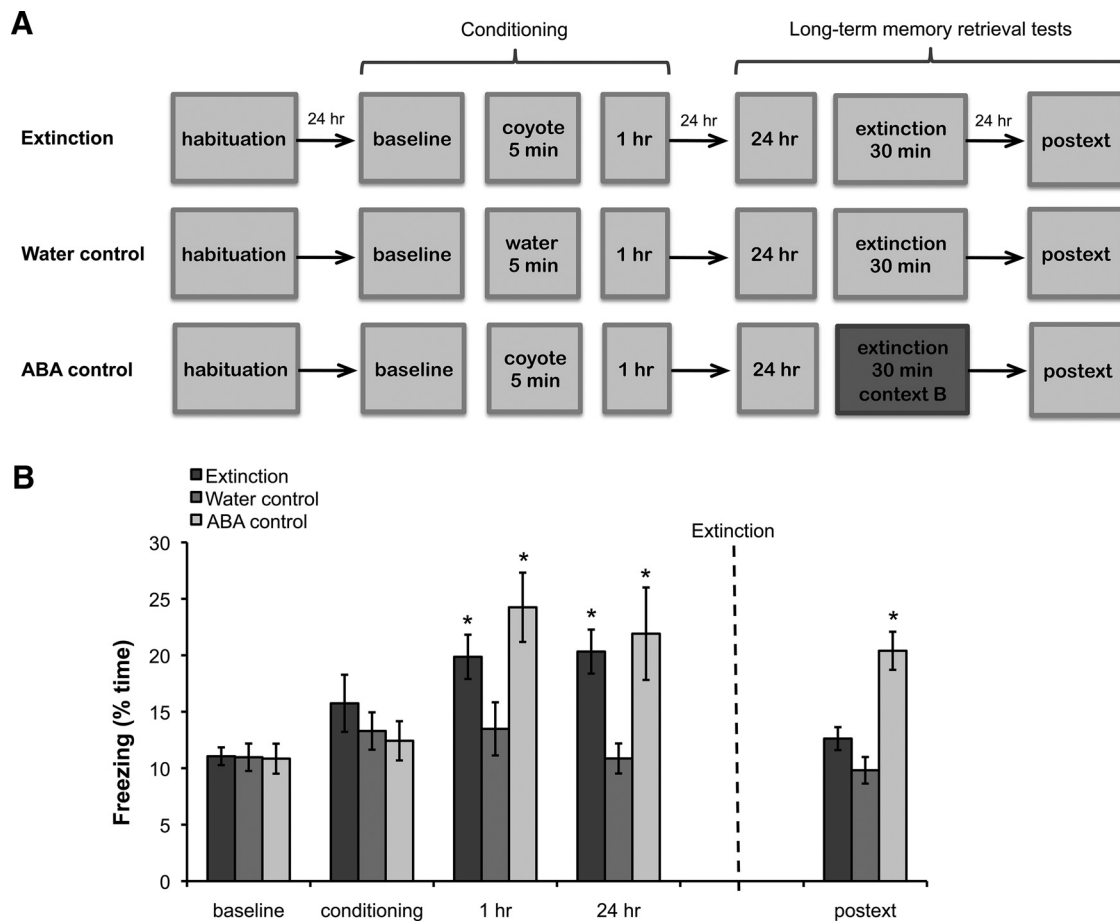 A
Conditioning
Long-term memory retrieval tests
Extinction
habituation
24 hr
baseline
coyote
5 min
1 hr
24 hr
24 hr
extinction
30 min
24 hr
postext
Water control
habituation
baseline
water
5 min
1 hr
24 hr
extinction
30 min
postext
ABA control
habituation
baseline
coyote
5 min
1 hr
24 hr
extinction
30 min
context B
postext
B
Extinction
Water control
ABA control
Extinction
Freezing (% time)
30
25
20
15
10
5
0
* * * * *
baseline conditioning 1 hr 24 hr postext